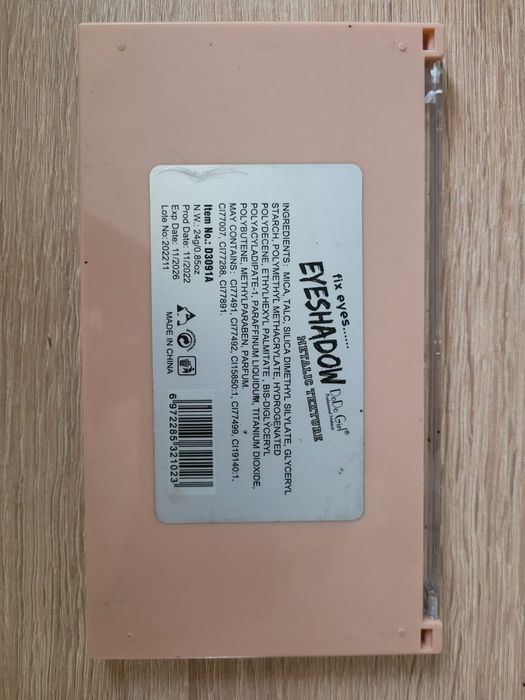 fix eyes......
EYESHADOW DoDo Girl®
METALIC TEXTURE
INGREDIENTS: MICA, TALC, SILICA DIMETHYL SILYLATE, GLYCERYL
STARCH, POLYMETHYL METHACRYLATE, HYDROGENATED
POLYDECENE, ETHYLHEXYL PALMITATE, BIS-DIGLYCERYL
POLYACYLADIPATE-1, PARAFFINUM LIQUIDUM, TITANIUM DIOXIDE,
POLYBUTENE, METHYLPARABEN, PARFUM.
MAY CONTAINS: CI77491, CI77492, CI15850:1, CI77499, CI19140:1,
CI77007, CI77288, CI77891.
Item No.: D3091A
N.W.: 24g/0.85oz
Prod Date: 11/2022
Exp Date: 11/2026
Lote No: 202211
MADE IN CHINA
6 972285 321023